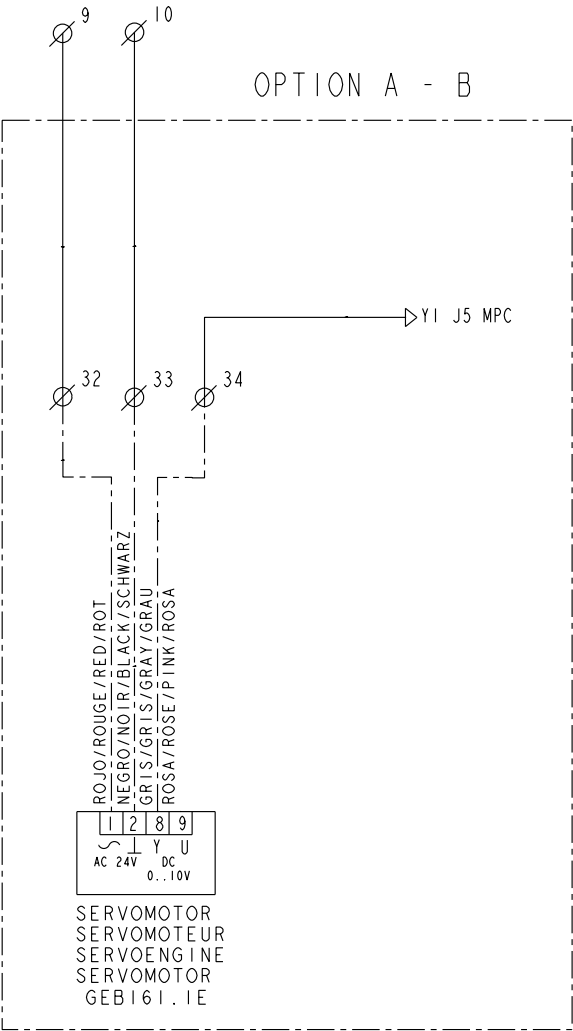 9
10
OPTION A - B
Y1 J5 MPC
32
33
34
ROJO/ROUGE/RED/ROT
NEGRO/NOIR/BLACK/SCHWARZ
GRIS/GRIS/GRAY/GRAU
ROSA/ROSE/PINK/ROSA
1 2 8 9
Y U
AC 24V DC
0..10V
SERVOMOTOR
SERVOMOTEUR
SERVOENGINE
SERVOMOTOR
GEB161.1E